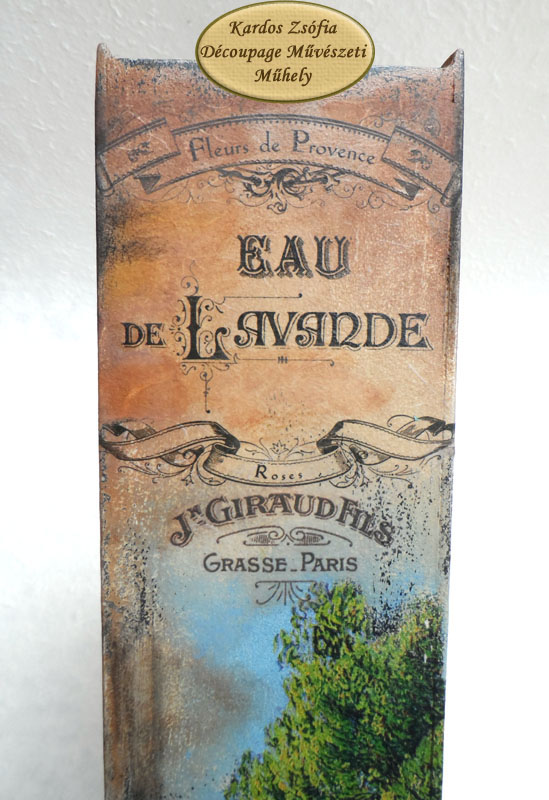 Kardos Zsófia
Découpage Művészeti
Műhely
Fleurs de Provence
EAU
DE LAVANDE
Roses
Jn GIRAUD FILS
GRASSE_PARIS